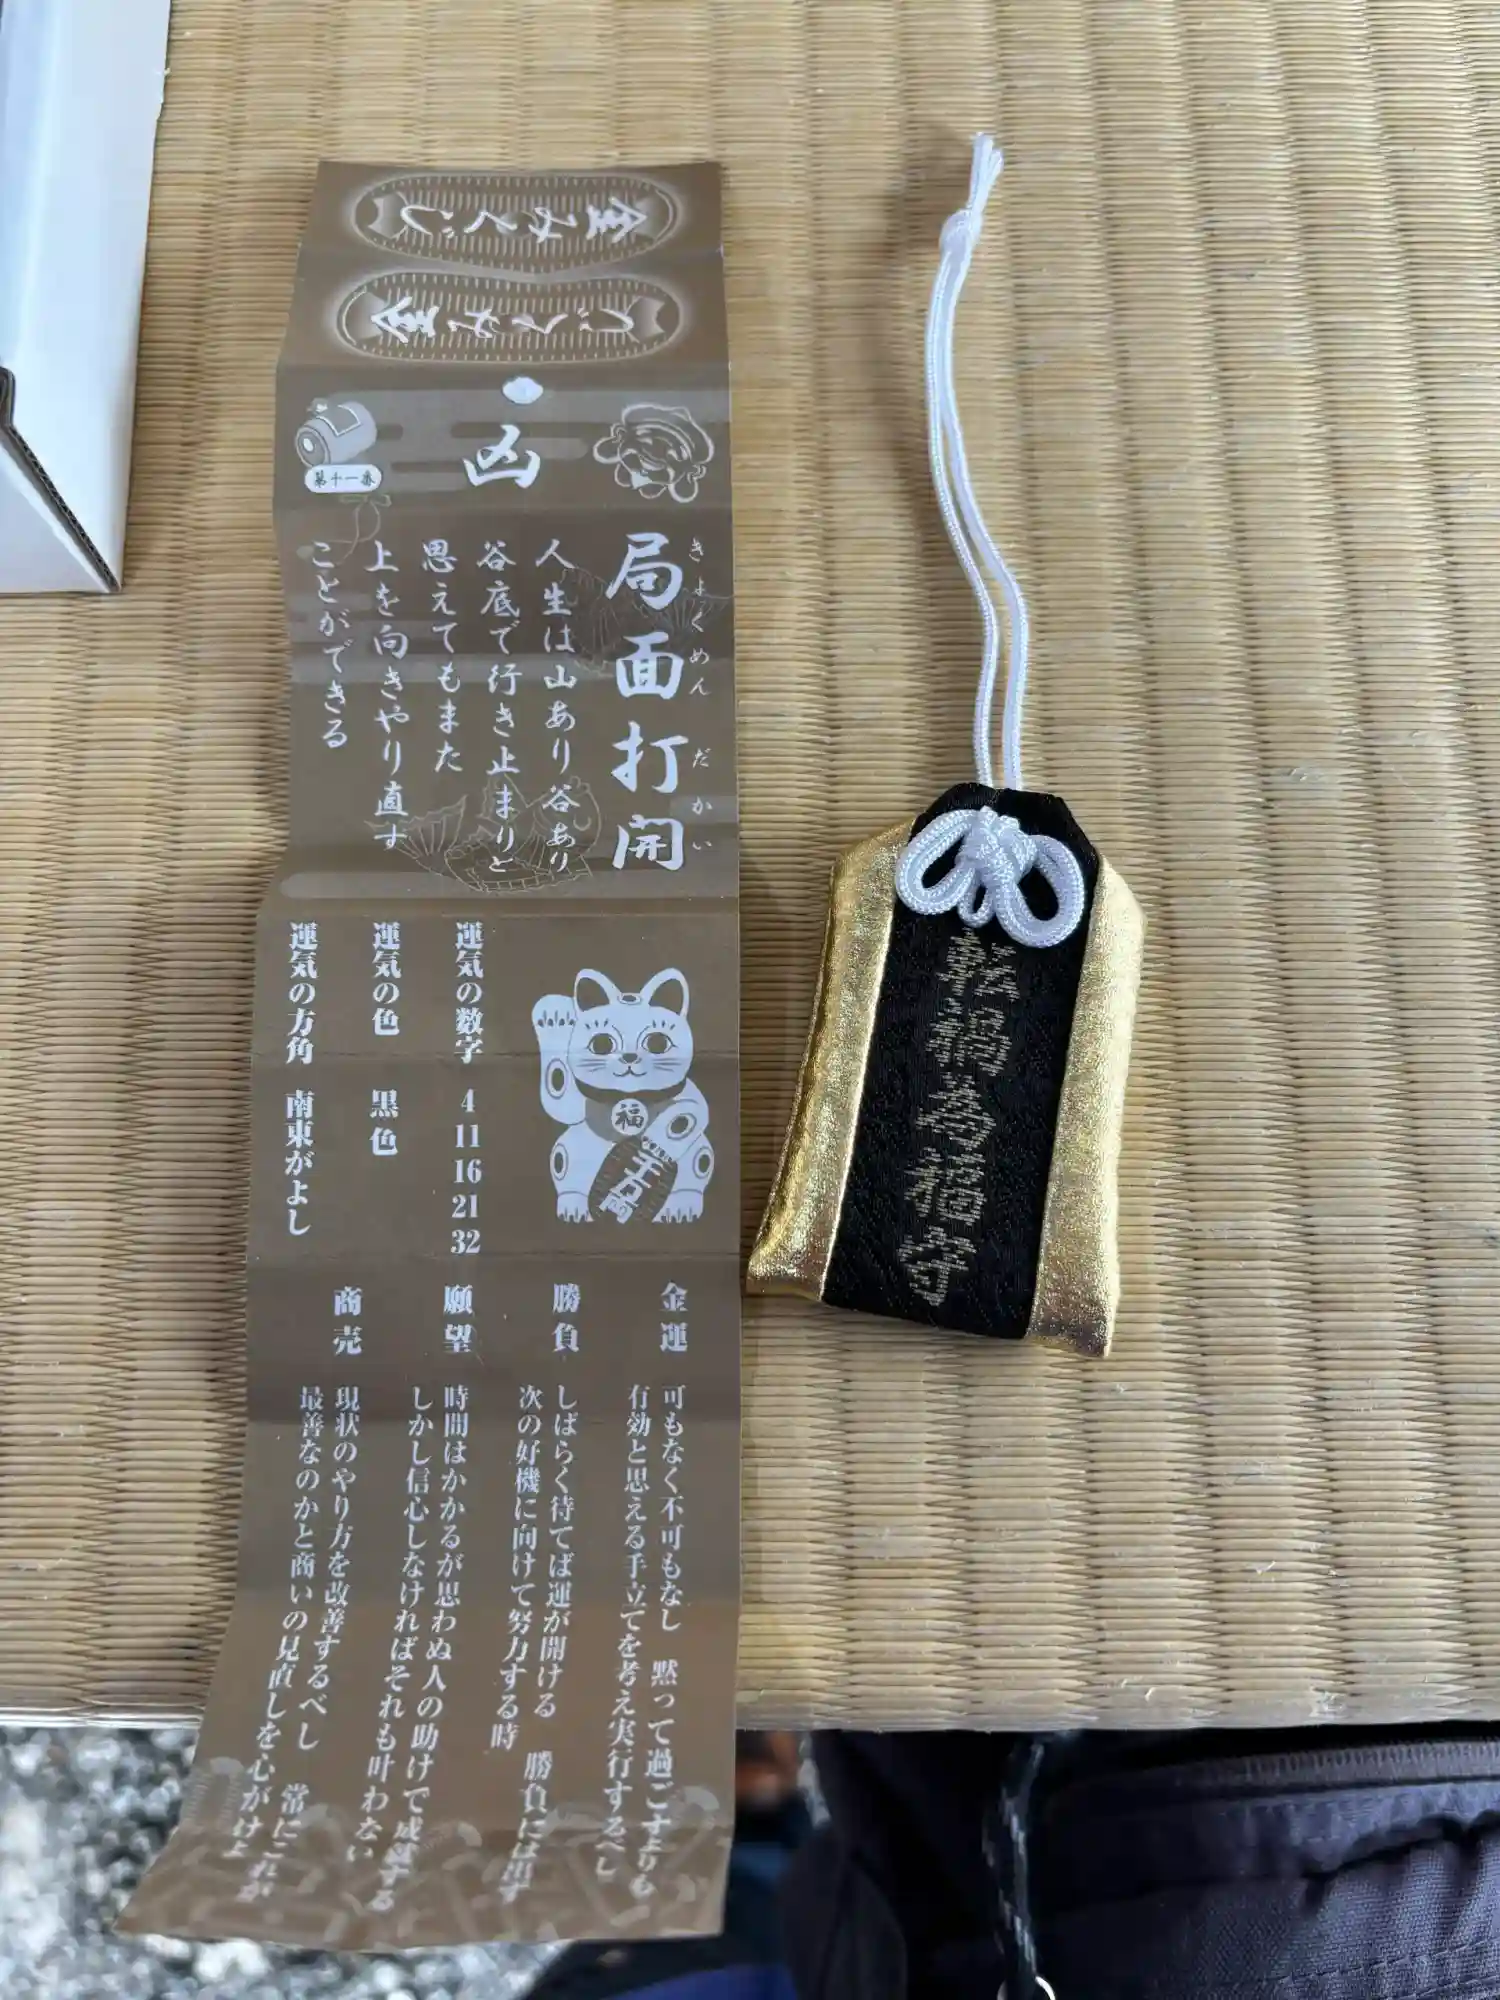 金みくじ
金みくじ
凶
第十一番
局面打開
きょくめんだかい
人生は山あり谷あり
谷底で行き止まりと
思えてもまた
上を向きやり直す
ことができる
福
千万両
運気の数字 4 11 16 21 32
運気の色 黒色
運気の方角 南東がよし
金運
可もなく不可もなし 黙って過ごすよりも
有効と思える手立てを考え実行するべし
勝負
しばらく待てば運が開ける 勝負には出ず
次の好機に向けて努力する時
願望
時間はかかるが思わぬ人の助けで成就する
しかし信心しなければそれも叶わない
商売
現状のやり方を改善するべし 常にこれが
最善なのかと商いの見直しを心がけよ
転禍為福守